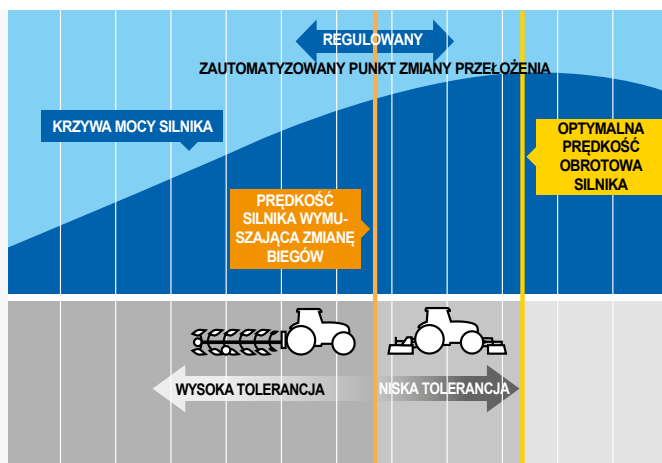 REGULOWANY
ZAUTOMATYZOWANY PUNKT ZMIANY PRZEŁOŻENIA
KRZYWA MOCY SILNIKA
OPTYMALNA
PRĘDKOŚĆ
OBROTOWA
SILNIKA
PRĘDKOŚĆ
SILNIKA WYMU-
SZAJĄCA ZMIANĘ
BIEGÓW
WYSOKA TOLERANCJA
NISKA TOLERANCJA